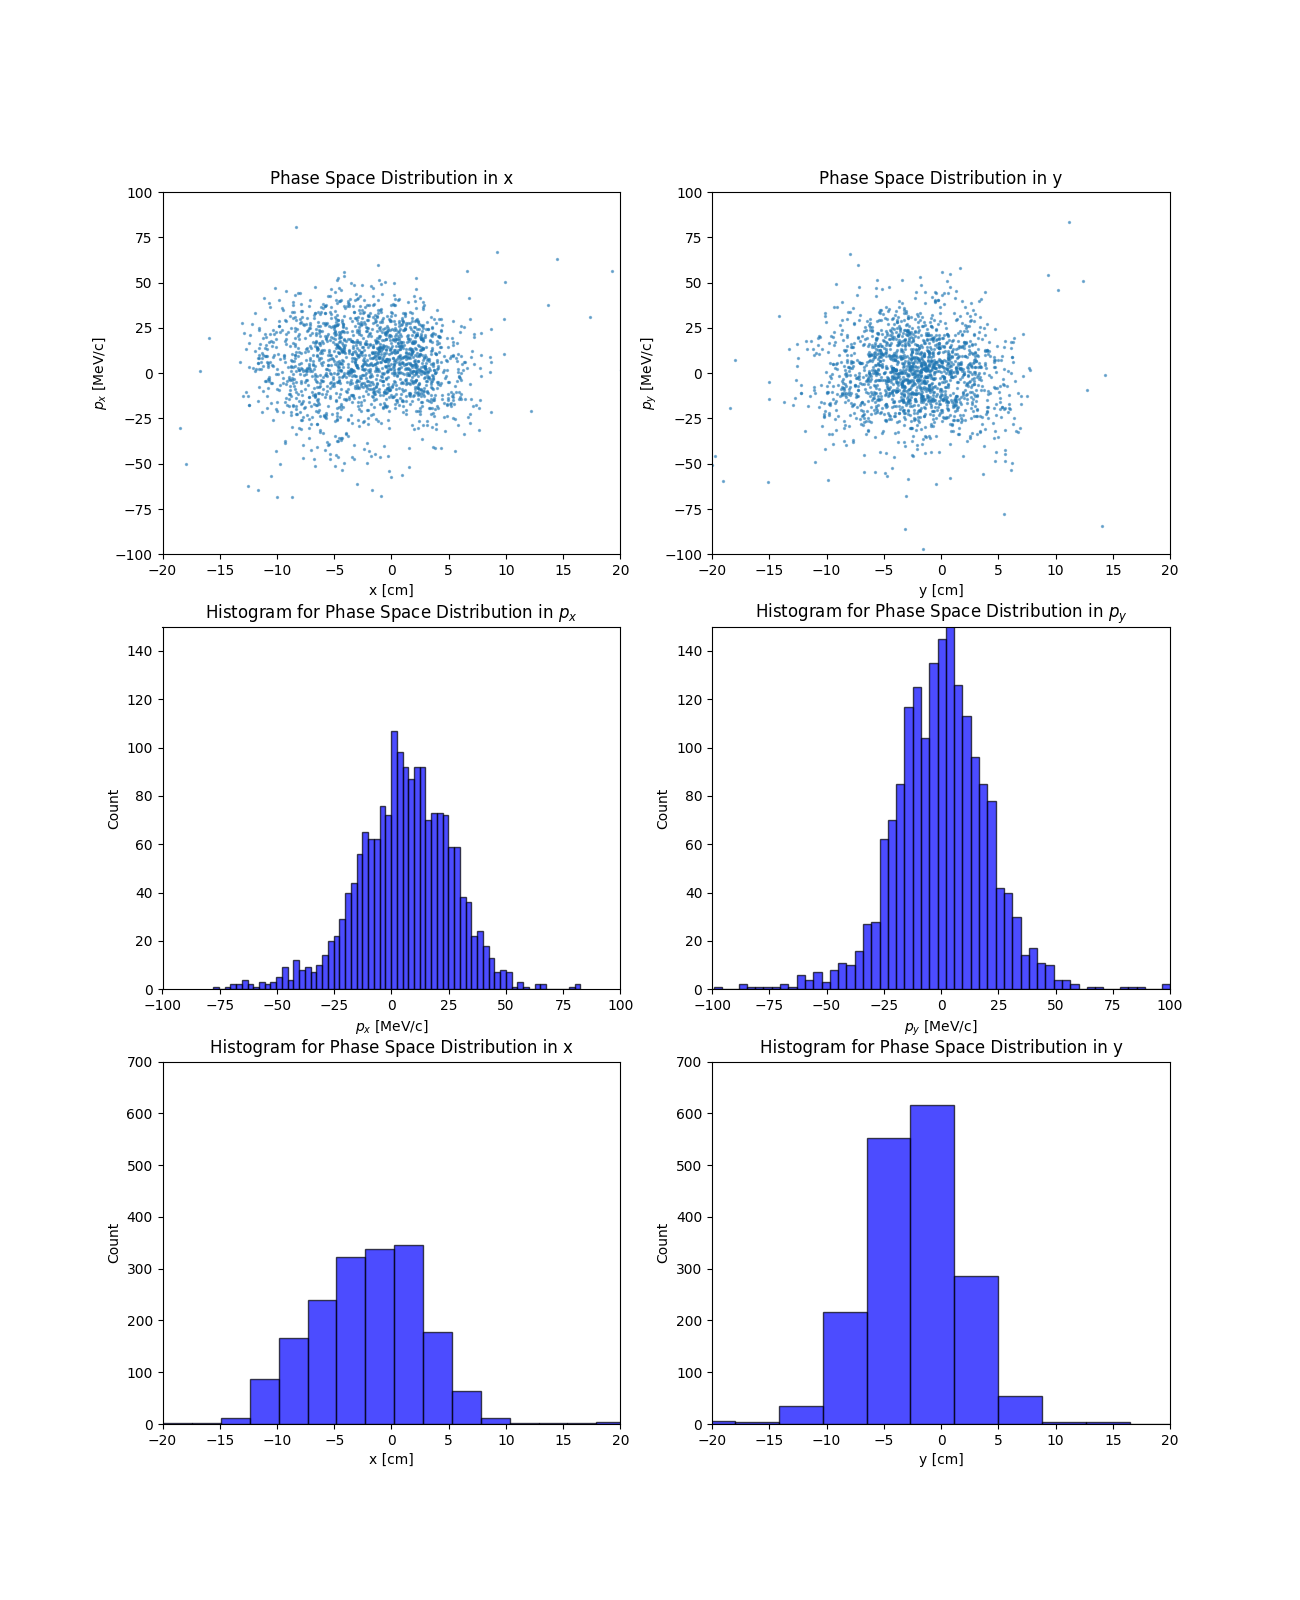 Phase Space Distribution in x
100
75
50
25
0
−25
−50
−75
−100
p_x [MeV/c]
−20 −15 −10 −5 0 5 10 15 20
x [cm]
Phase Space Distribution in y
100
75
50
25
0
−25
−50
−75
−100
p_y [MeV/c]
−20 −15 −10 −5 0 5 10 15 20
y [cm]
Histogram for Phase Space Distribution in p_x
140
120
100
80
60
40
20
0
Count
−100 −75 −50 −25 0 25 50 75 100
p_x [MeV/c]
Histogram for Phase Space Distribution in p_y
140
120
100
80
60
40
20
0
Count
−100 −75 −50 −25 0 25 50 75 100
p_y [MeV/c]
Histogram for Phase Space Distribution in x
700
600
500
400
300
200
100
0
Count
−20 −15 −10 −5 0 5 10 15 20
x [cm]
Histogram for Phase Space Distribution in y
700
600
500
400
300
200
100
0
Count
−20 −15 −10 −5 0 5 10 15 20
y [cm]